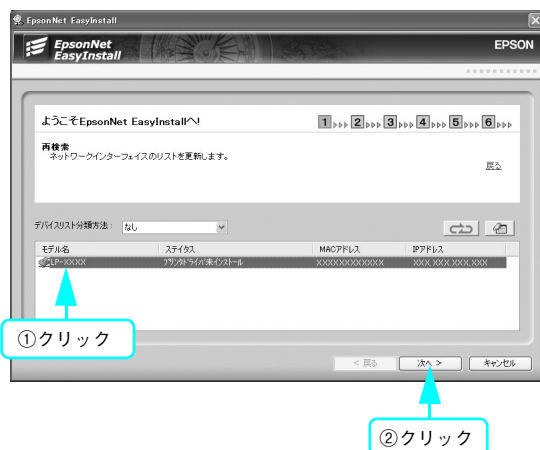 EpsonNet EasyInstall
EpsonNet
EasyInstall
EPSON
ようこそEpsonNet EasyInstallへ!
1 2 3 4 5 6
再検索
ネットワークインターフェイスのリストを更新します。
戻る
デバイスリスト分類方法: なし
モデル名 ステイタス MACアドレス IPアドレス
LP-XXXX プリンタドライバ未インストール XXXXXXXXXXXX XXX.XXX.XXX.XXX
①クリック
< 戻る 次へ > キャンセル
②クリック